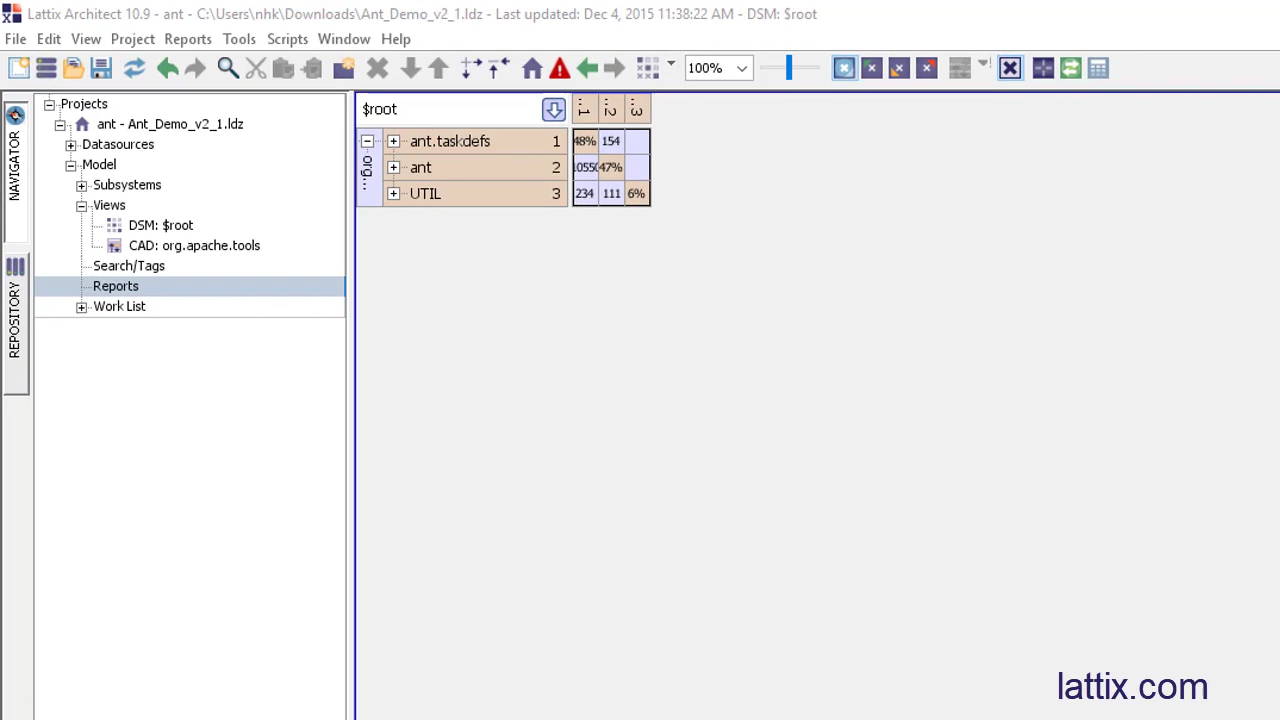 Lattix Architect 10.9 - ant - C:\Users\nhk\Downloads\Ant_Demo_v2_1.ldz - Last updated: Dec 4, 2015 11:38:22 AM - DSM: $root
File Edit View Project Reports Tools Scripts Window Help
100%
NAVIGATOR
REPOSITORY
Projects
ant - Ant_Demo_v2_1.ldz
Datasources
Model
Subsystems
Views
DSM: $root
CAD: org.apache.tools
Search/Tags
Reports
Work List
$root
..1 ..2 ..3
org...
ant.taskdefs 1 48% 154
ant 2 1055 47%
UTIL 3 234 111 6%
lattix.com